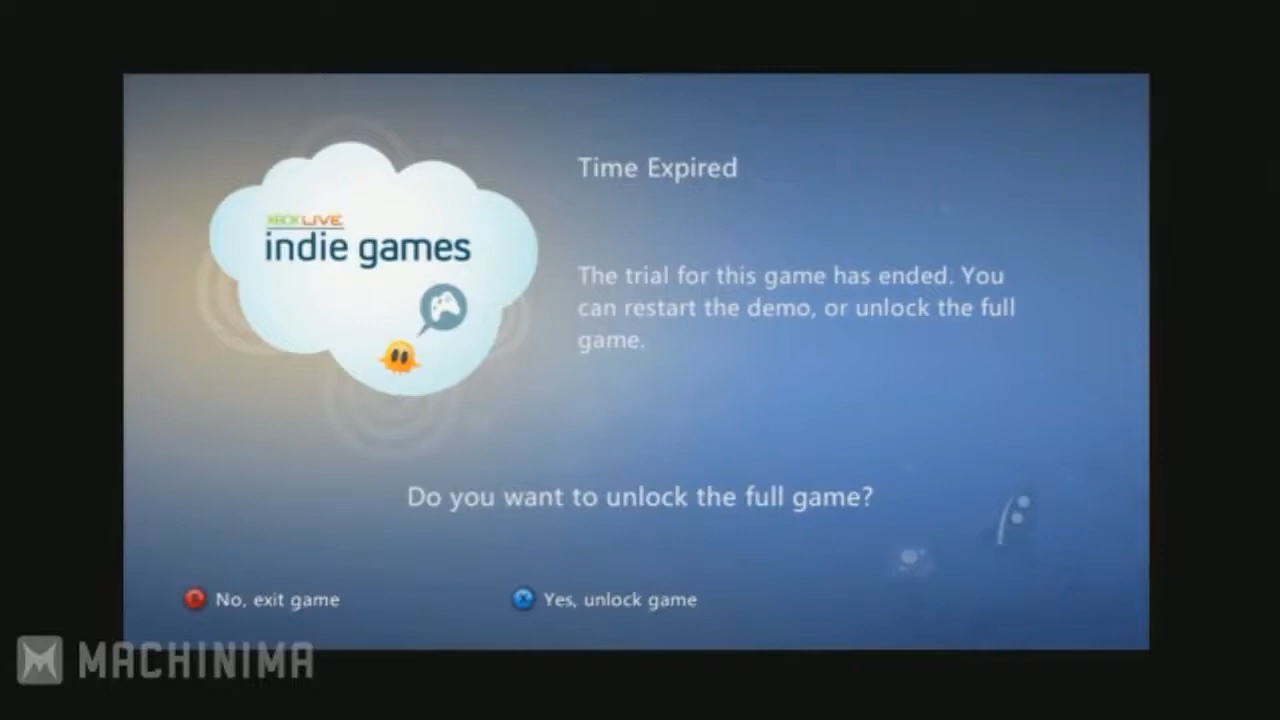 Time Expired
XBOX LIVE
indie games
The trial for this game has ended. You
can restart the demo, or unlock the full
game.
Do you want to unlock the full game?
No, exit game
X Yes, unlock game
MACHINIMA